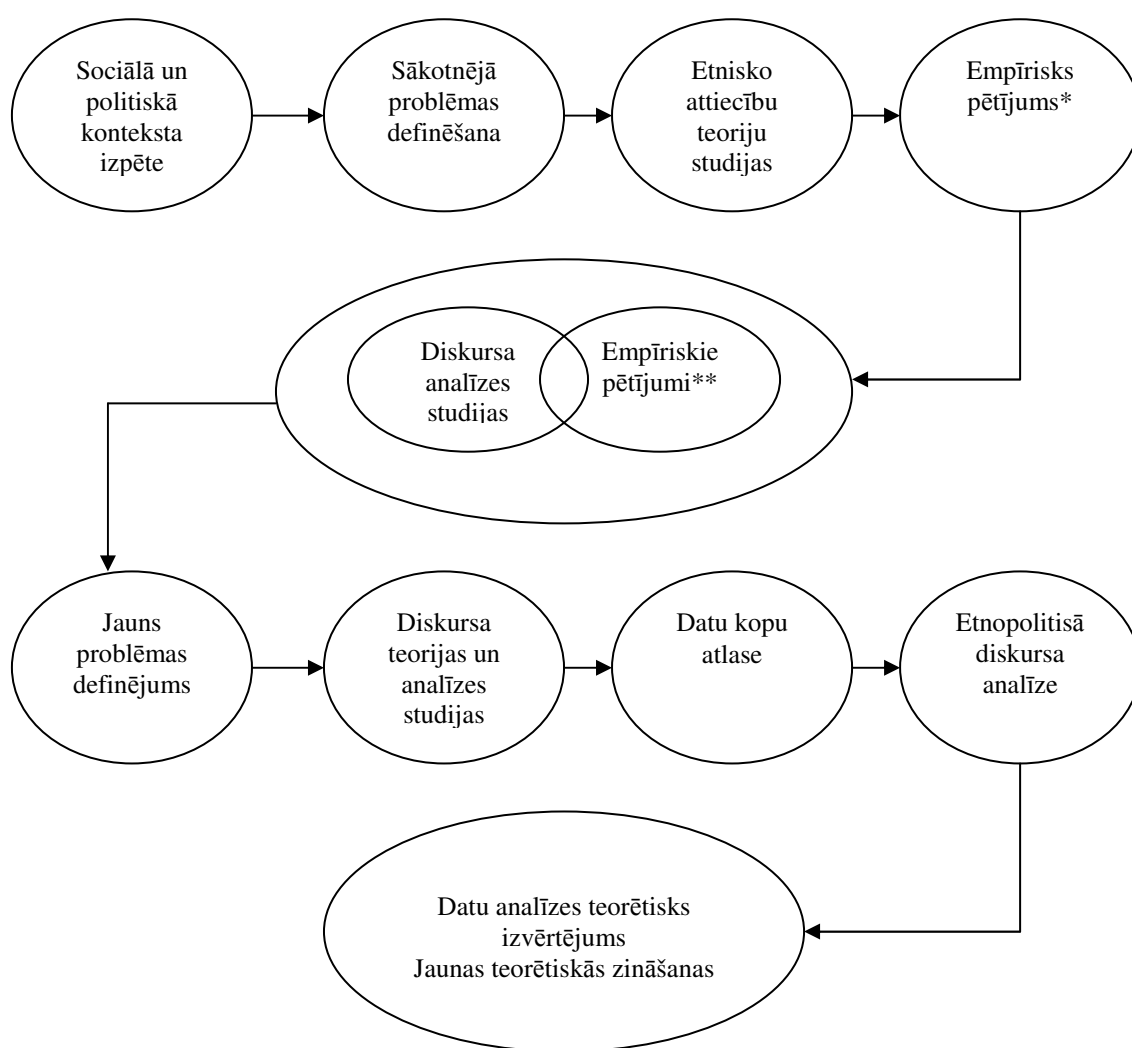 Sociālā un
politiskā
konteksta
izpēte
Sākotnējā
problēmas
definēšana
Etnisko
attiecību
teoriju
studijas
Empīrisks
pētījums*
Diskursa
analīzes
studijas
Empīriskie
pētījumi**
Jauns
problēmas
definējums
Diskursa
teorijas un
analīzes
studijas
Datu kopu
atlase
Etnopolitisā
diskursa
analīze
Datu analīzes teorētisks
izvērtējums
Jaunas teorētiskās zināšanas